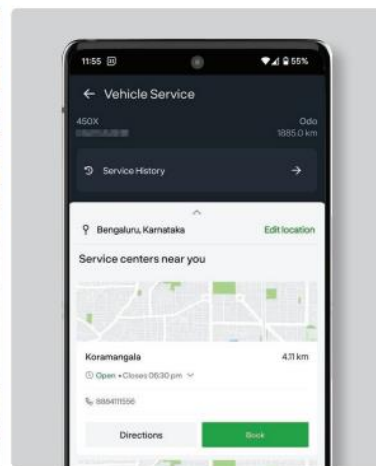 11:55
55%
← Vehicle Service
450X
Odo
1885.0 km
Service History →
Bengaluru, Karnataka
Edit location
Service centers near you
Koramangala
4.11 km
Open • Closes 06:30 pm
8884111556
Directions
Book